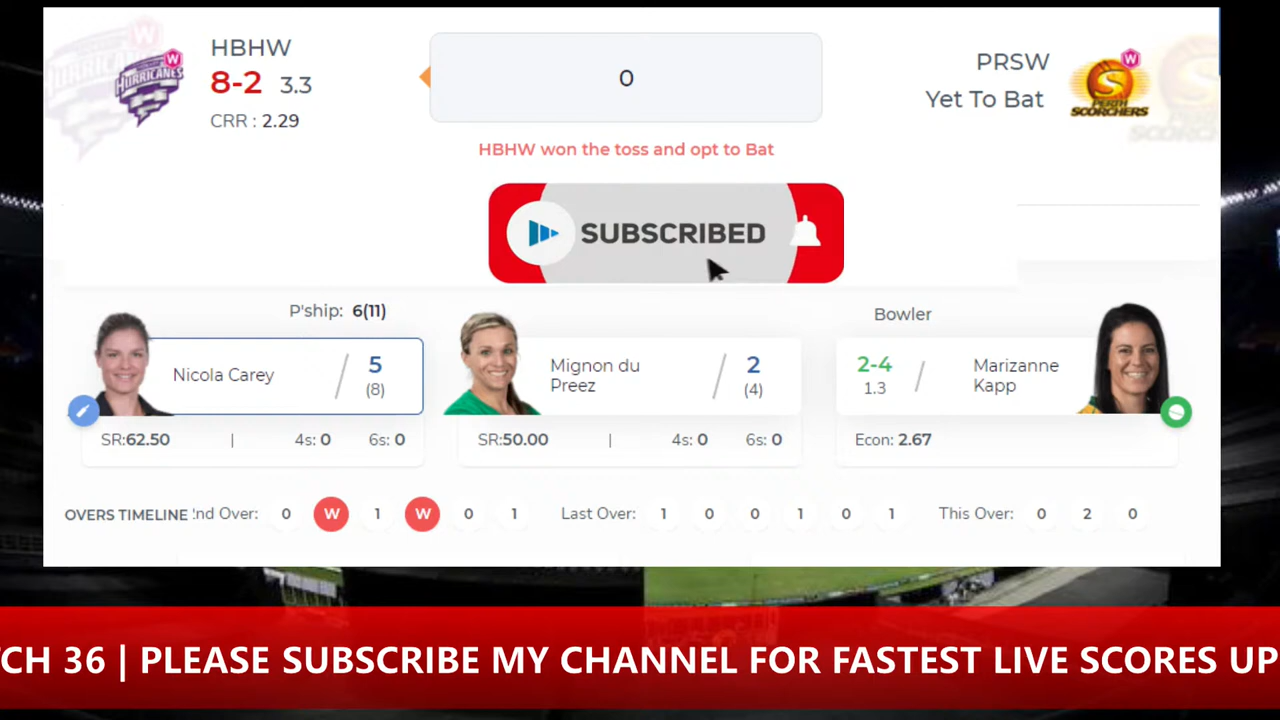 HBHW
8-2 3.3
CRR : 2.29
0
PRSW
Yet To Bat
W
HURRICANES
W
PERTH
SCORCHERS
HBHW won the toss and opt to Bat
SUBSCRIBED
P'ship: 6(11)
Bowler
Nicola Carey / 5
(8)
Mignon du
Preez / 2
(4)
2-4
1.3 / Marizanne
Kapp
SR:62.50 | 4s: 0 6s: 0
SR:50.00 | 4s: 0 6s: 0
Econ: 2.67
OVERS TIMELINE nd Over: 0 W 1 W 0 1 Last Over: 1 0 0 1 0 1 This Over: 0 2 0
CH 36 | PLEASE SUBSCRIBE MY CHANNEL FOR FASTEST LIVE SCORES UP